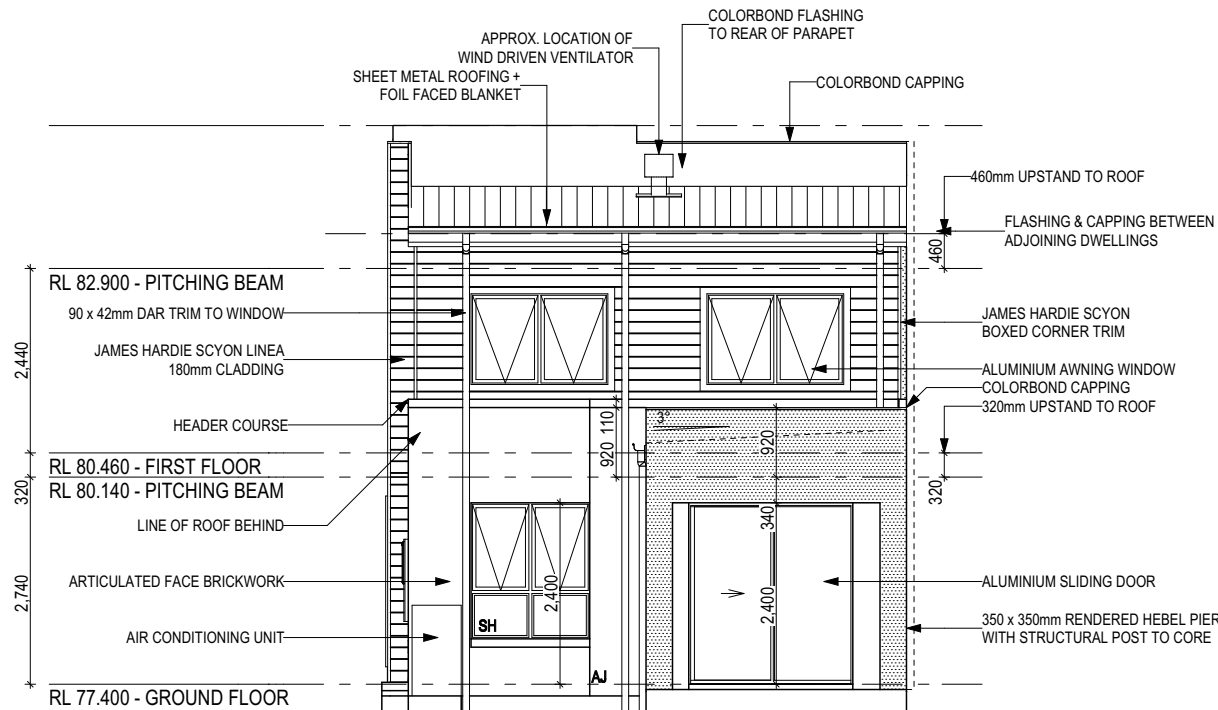 COLORBOND FLASHING
TO REAR OF PARAPET
APPROX. LOCATION OF
WIND DRIVEN VENTILATOR
SHEET METAL ROOFING +
FOIL FACED BLANKET
COLORBOND CAPPING
460mm UPSTAND TO ROOF
FLASHING & CAPPING BETWEEN
ADJOINING DWELLINGS
460
RL 82.900 - PITCHING BEAM
90 x 42mm DAR TRIM TO WINDOW
JAMES HARDIE SCYON
BOXED CORNER TRIM
2,440
JAMES HARDIE SCYON LINEA
180mm CLADDING
ALUMINIUM AWNING WINDOW
COLORBOND CAPPING
320mm UPSTAND TO ROOF
HEADER COURSE
110
920
3°
920
RL 80.460 - FIRST FLOOR
320
RL 80.140 - PITCHING BEAM
320
LINE OF ROOF BEHIND
340
2,740
ARTICULATED FACE BRICKWORK
2,400
2,400
ALUMINIUM SLIDING DOOR
SH
AIR CONDITIONING UNIT
350 x 350mm RENDERED HEBEL PIER
WITH STRUCTURAL POST TO CORE
AJ
RL 77.400 - GROUND FLOOR